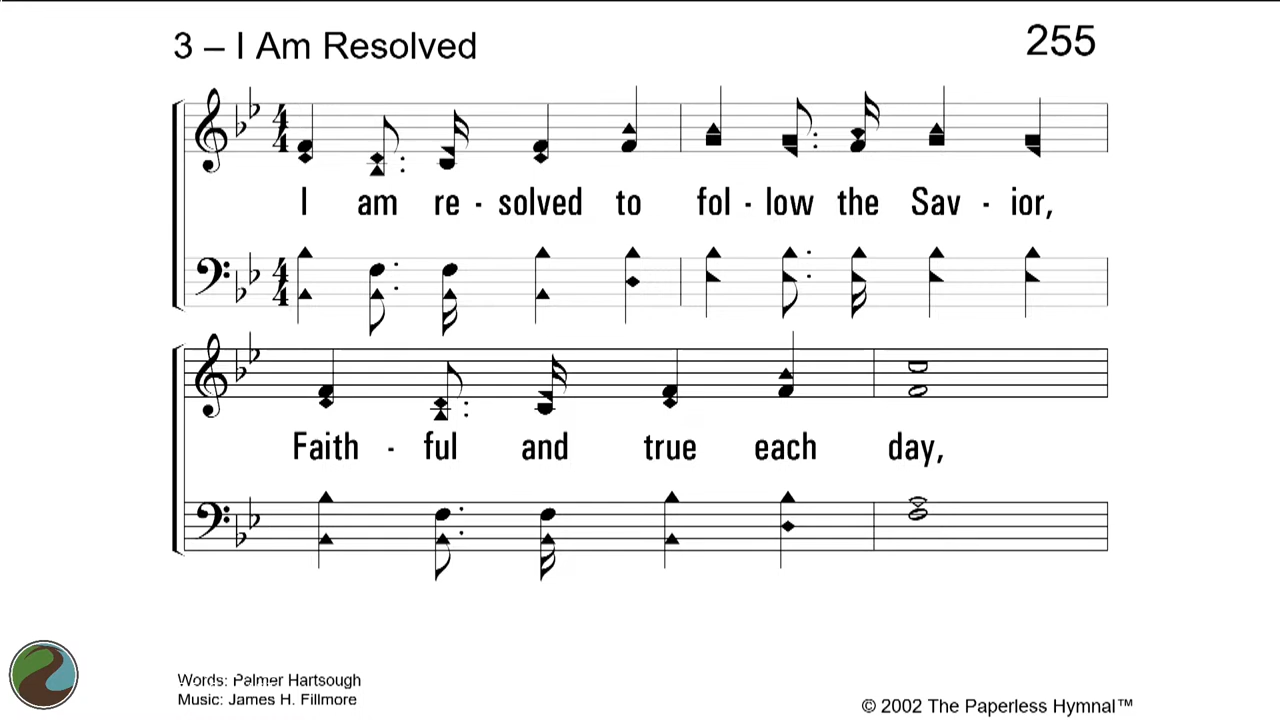 3 – I Am Resolved
255
I am re - solved to fol - low the Sav - ior,
Faith - ful and true each day,
Words: Palmer Hartsough
Music: James H. Fillmore
© 2002 The Paperless Hymnal™